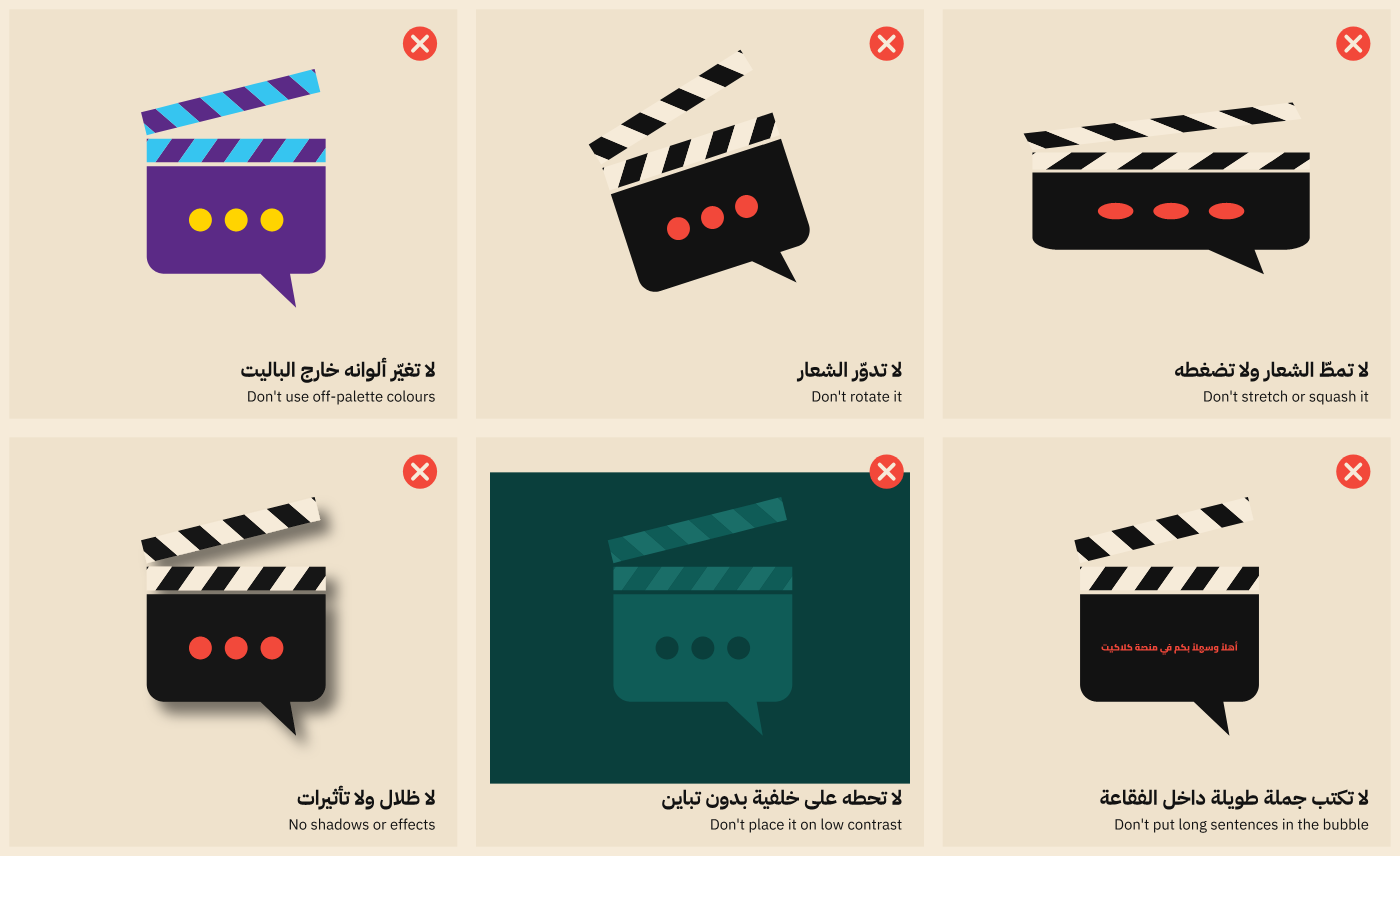 لا تمطّ الشعار ولا تضغطه
Don't stretch or squash it
لا تدوّر الشعار
Don't rotate it
لا تغيّر ألوانه خارج الباليت
Don't use off-palette colours
أهلاً وسهلاً بكم في منصة كلاكيت
لا تكتب جملة طويلة داخل الفقاعة
Don't put long sentences in the bubble
لا تحطه على خلفية بدون تباين
Don't place it on low contrast
لا ظلال ولا تأثيرات
No shadows or effects